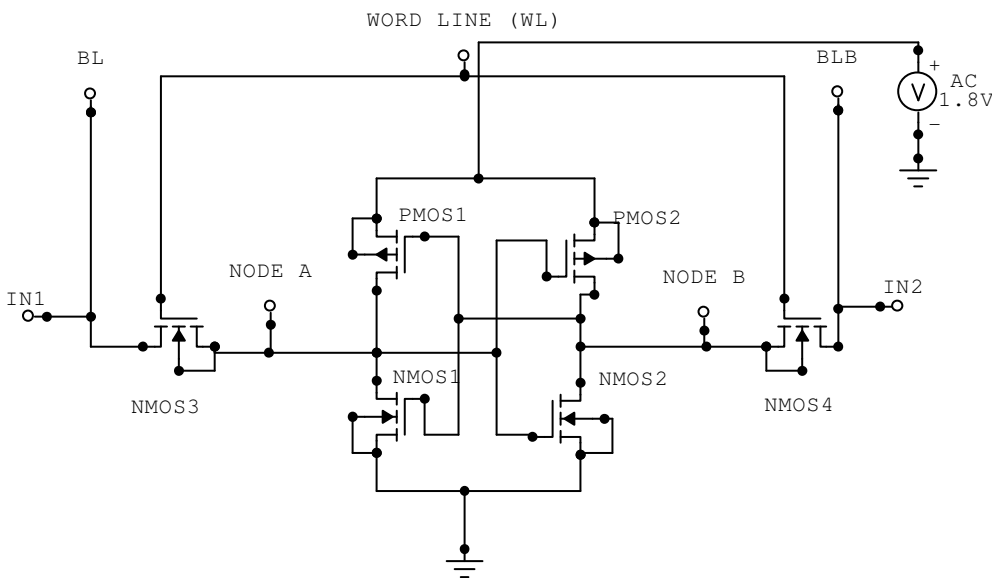 WORD LINE (WL)
BL
BLB
+
AC
V
1.8V
−
PMOS1
PMOS2
NODE A
NODE B
IN1
IN2
NMOS1
NMOS2
NMOS3
NMOS4